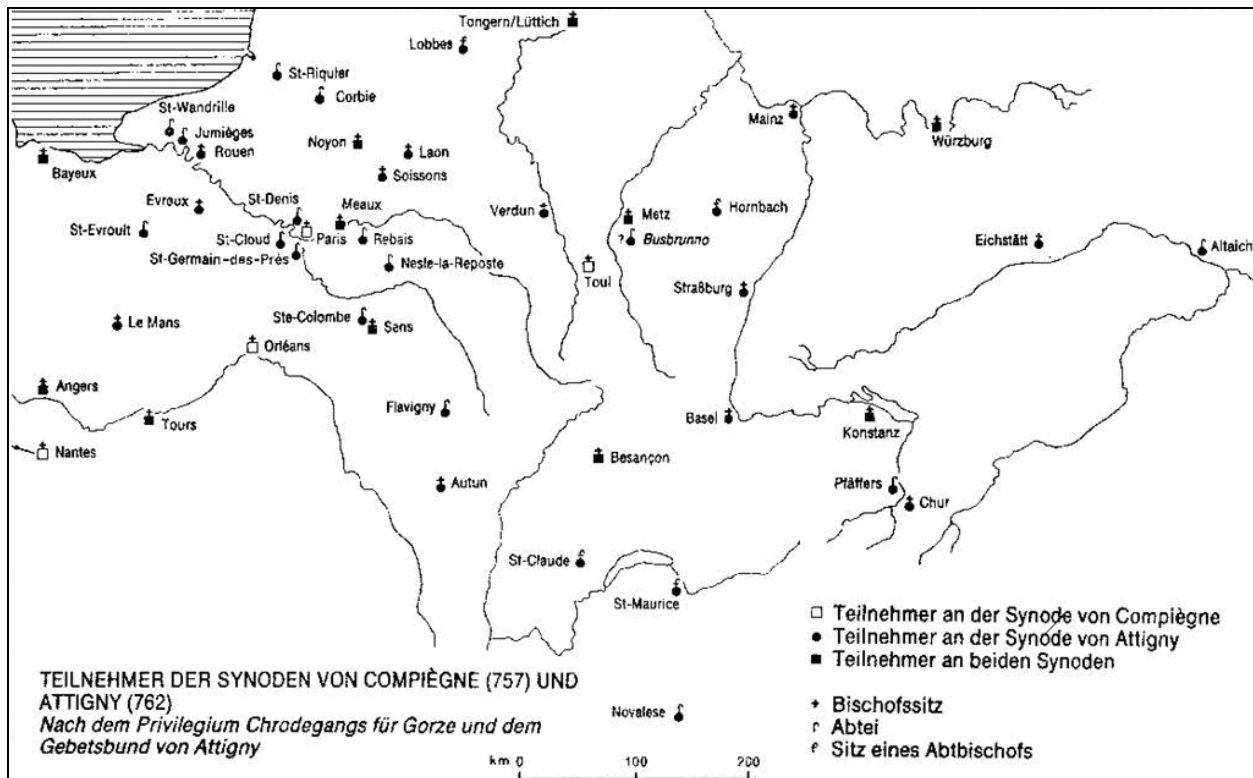 Tongern/Lüttich
Lobbes
St-Riquier
Corbie
St-Wandrille
Jumièges
Rouen
Bayeux
Noyon
Laon
Soissons
Mainz
Würzburg
Evreux
St-Denis
Meaux
Verdun
Metz
Hornbach
St-Evroult
St-Cloud
Paris
Rebais
? Busbrunno
Eichstätt
Altaich
St-Germain-des-Prés
Nesle-la-Reposte
Toul
Straßburg
Le Mans
Ste-Colombe
Sens
Orléans
Angers
Tours
Flavigny
Basel
Konstanz
Nantes
Besançon
Autun
Pfäffers
Chur
St-Claude
St-Maurice
Teilnehmer an der Synode von Compiègne
Teilnehmer an der Synode von Attigny
Teilnehmer an beiden Synoden
Bischofssitz
Abtei
Sitz eines Abtbischofs
TEILNEHMER DER SYNODEN VON COMPIÈGNE (757) UND
ATTIGNY (762)
Nach dem Privilegium Chrodegangs für Gorze und dem
Gebetsbund von Attigny
Novalese
km 0 100 200